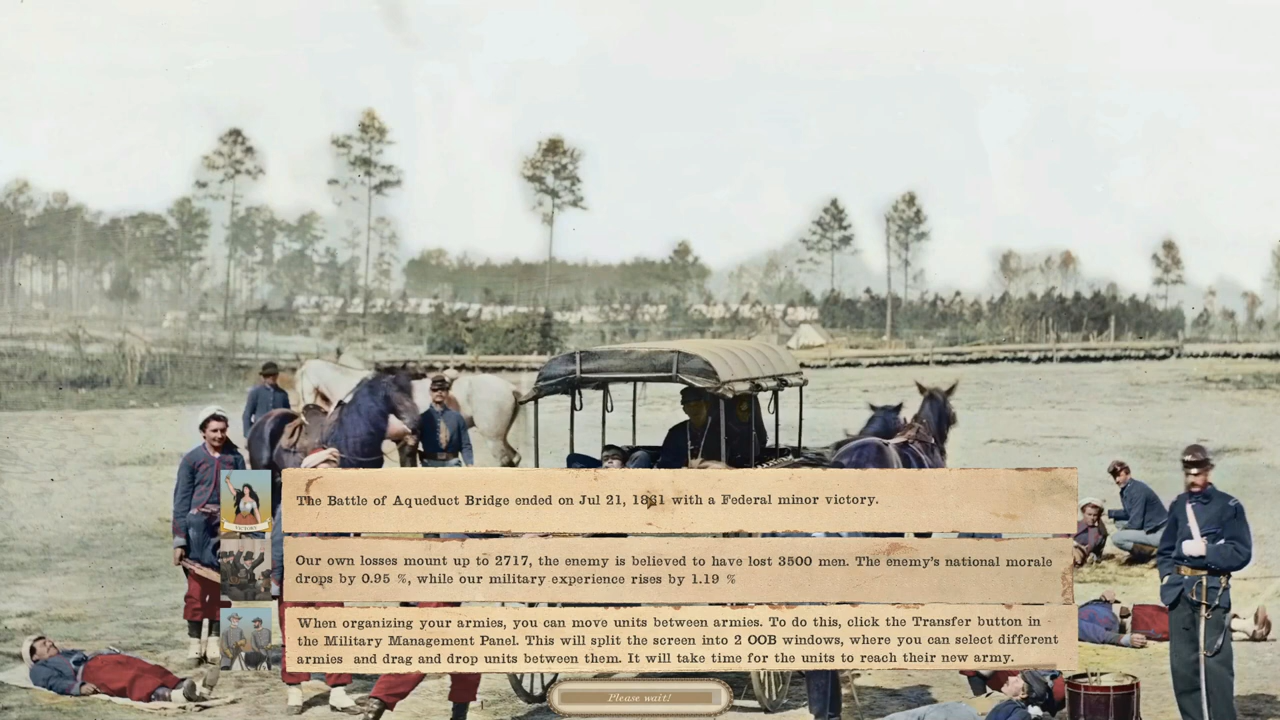 The Battle of Aqueduct Bridge ended on Jul 21, 1861 with a Federal minor victory.
VICTORY
Our own losses mount up to 2717, the enemy is believed to have lost 3500 men. The enemy's national morale
drops by 0.95 %, while our military experience rises by 1.19 %
When organizing your armies, you can move units between armies. To do this, click the Transfer button in
the Military Management Panel. This will split the screen into 2 OOB windows, where you can select different
armies and drag and drop units between them. It will take time for the units to reach their new army.
Please wait!